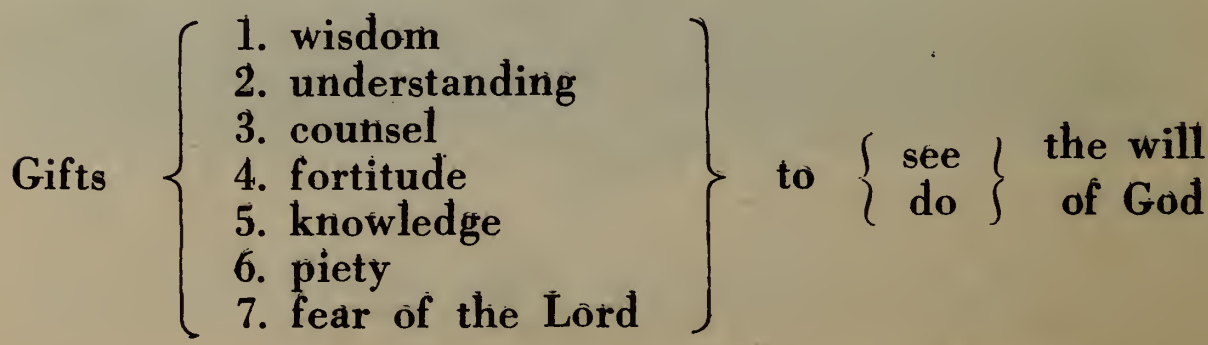 1. wisdom
2. understanding
3. counsel
Gifts 4. fortitude to see do the will of God
5. knowledge
6. piety
7. fear of the Lord